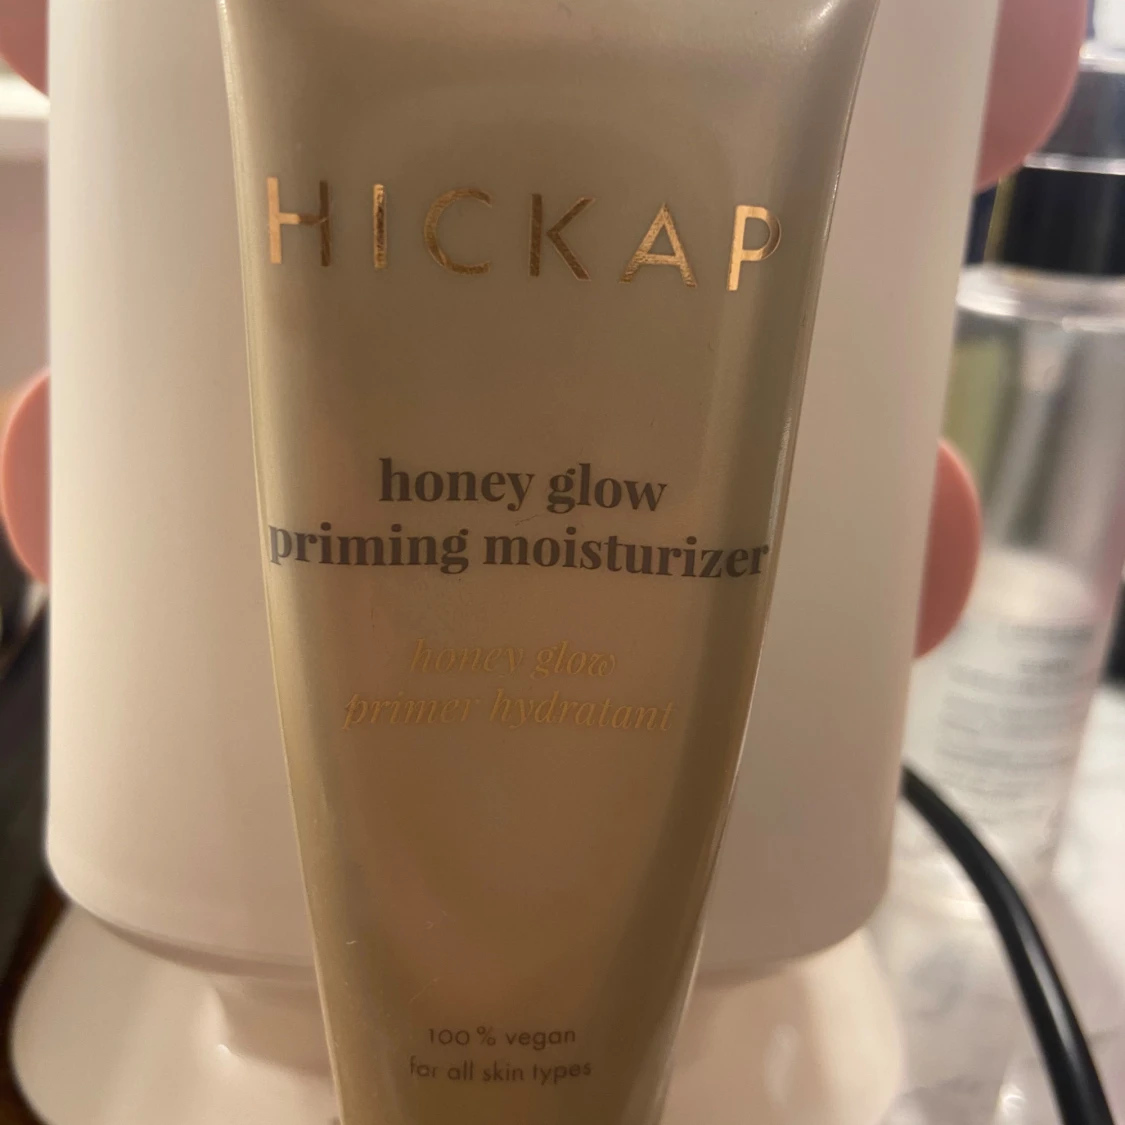 HICKAP
honey glow
priming moisturizer
honey glow
primer hydratant
100% vegan
for all skin types